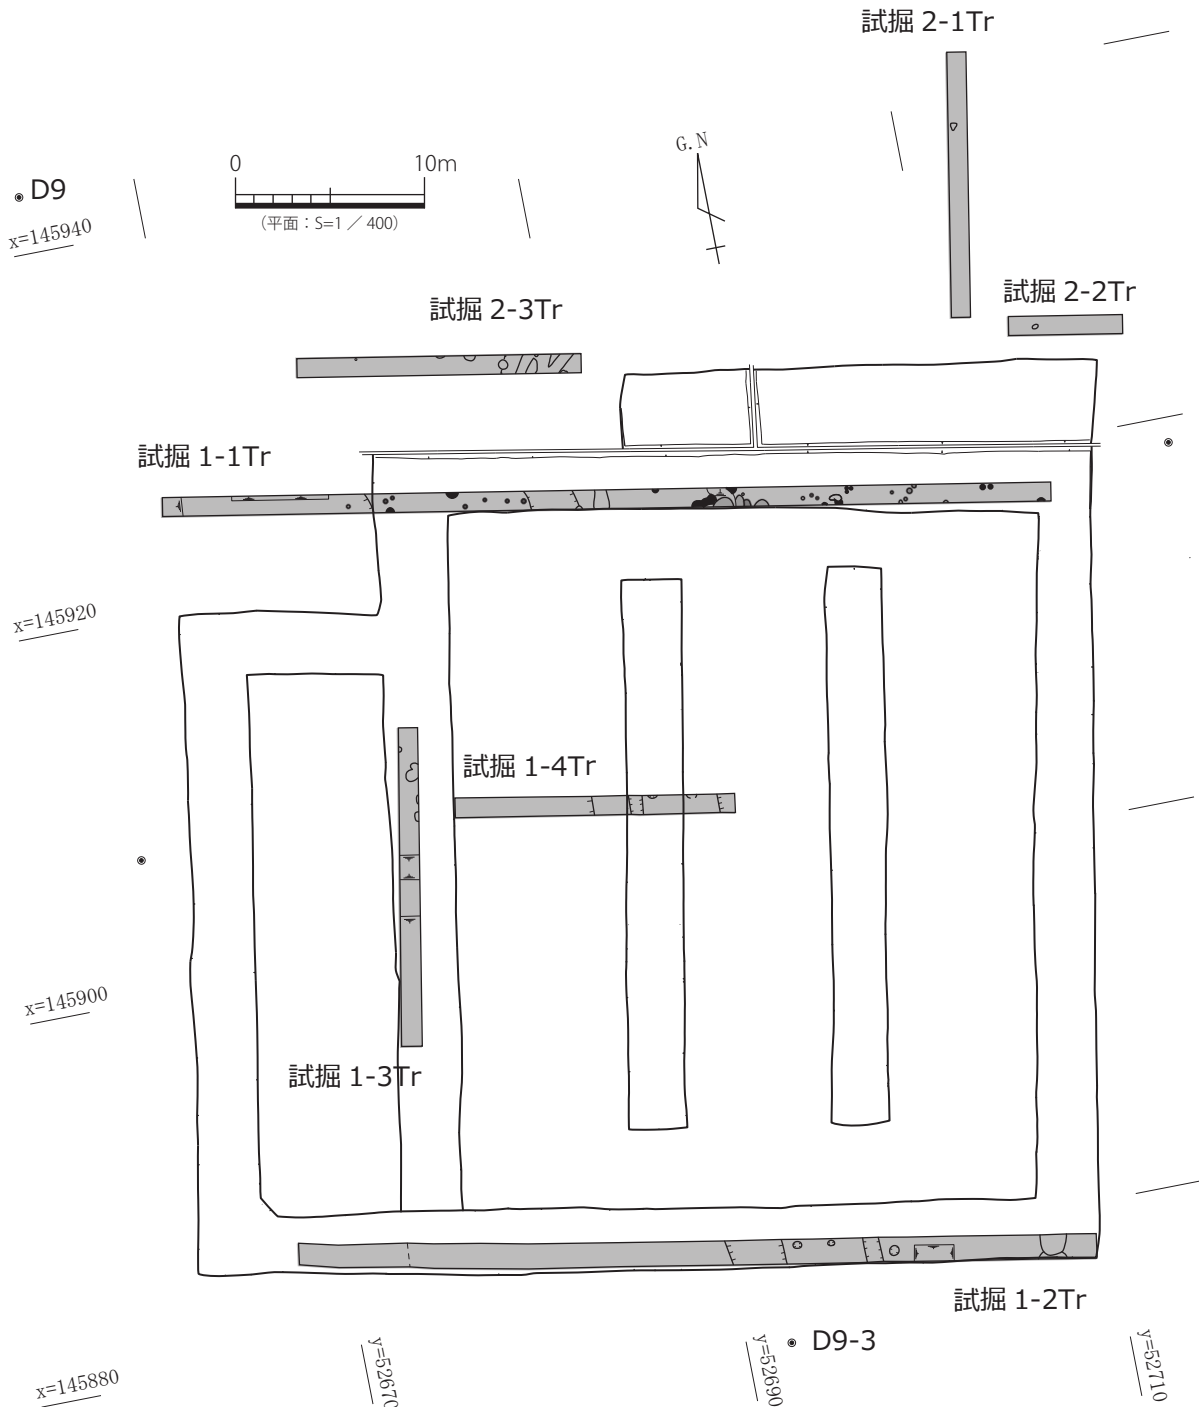 試掘 2-1Tr
0 10m
(平面：S=1／400)
G.N
D9
x=145940
試掘 2-3Tr
試掘 2-2Tr
試掘 1-1Tr
x=145920
試掘 1-4Tr
x=145900
試掘 1-3Tr
試掘 1-2Tr
D9-3
x=145880
y=52670
y=52690
y=52710